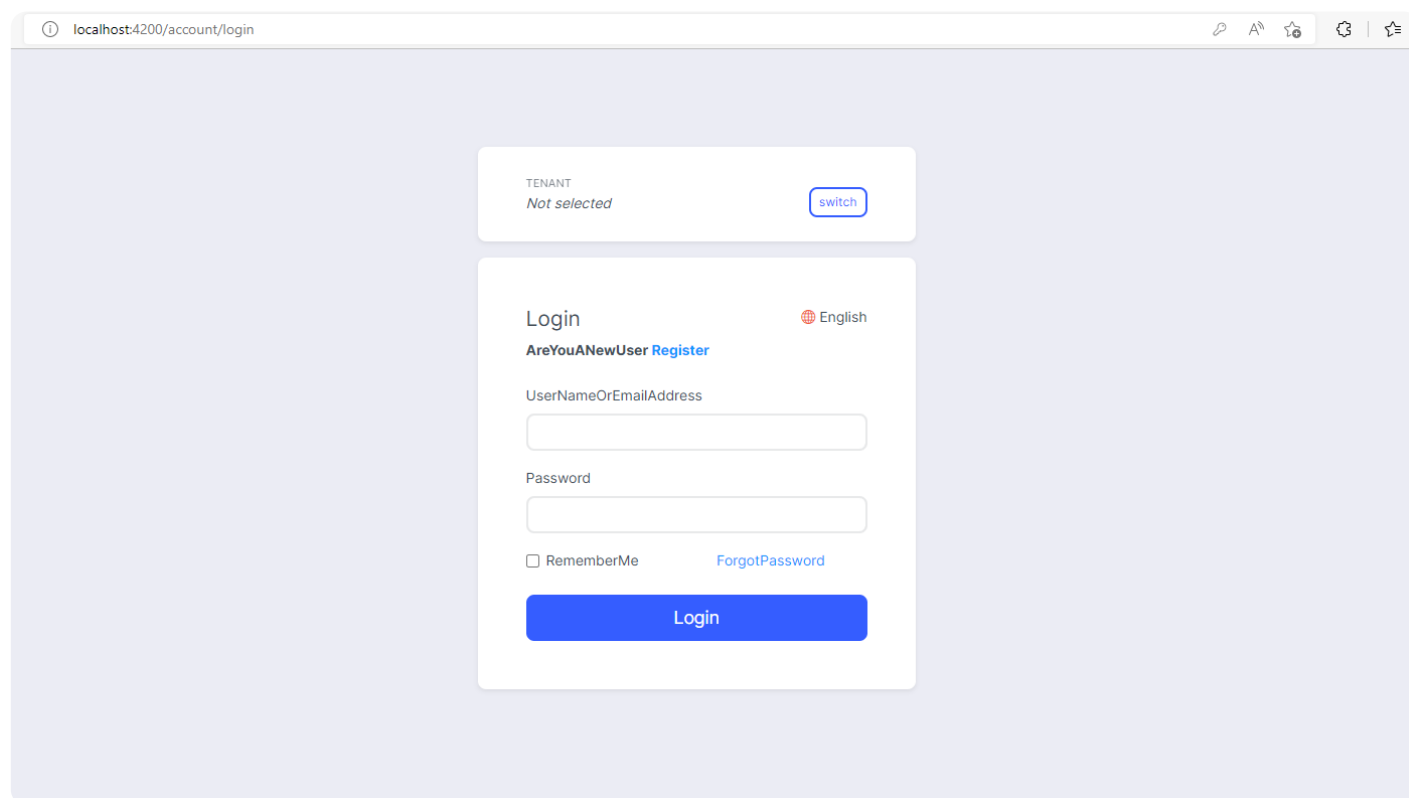 localhost:4200/account/login
TENANT
Not selected
switch
Login
English
AreYouANewUser Register
UserNameOrEmailAddress
Password
RememberMe
ForgotPassword
Login